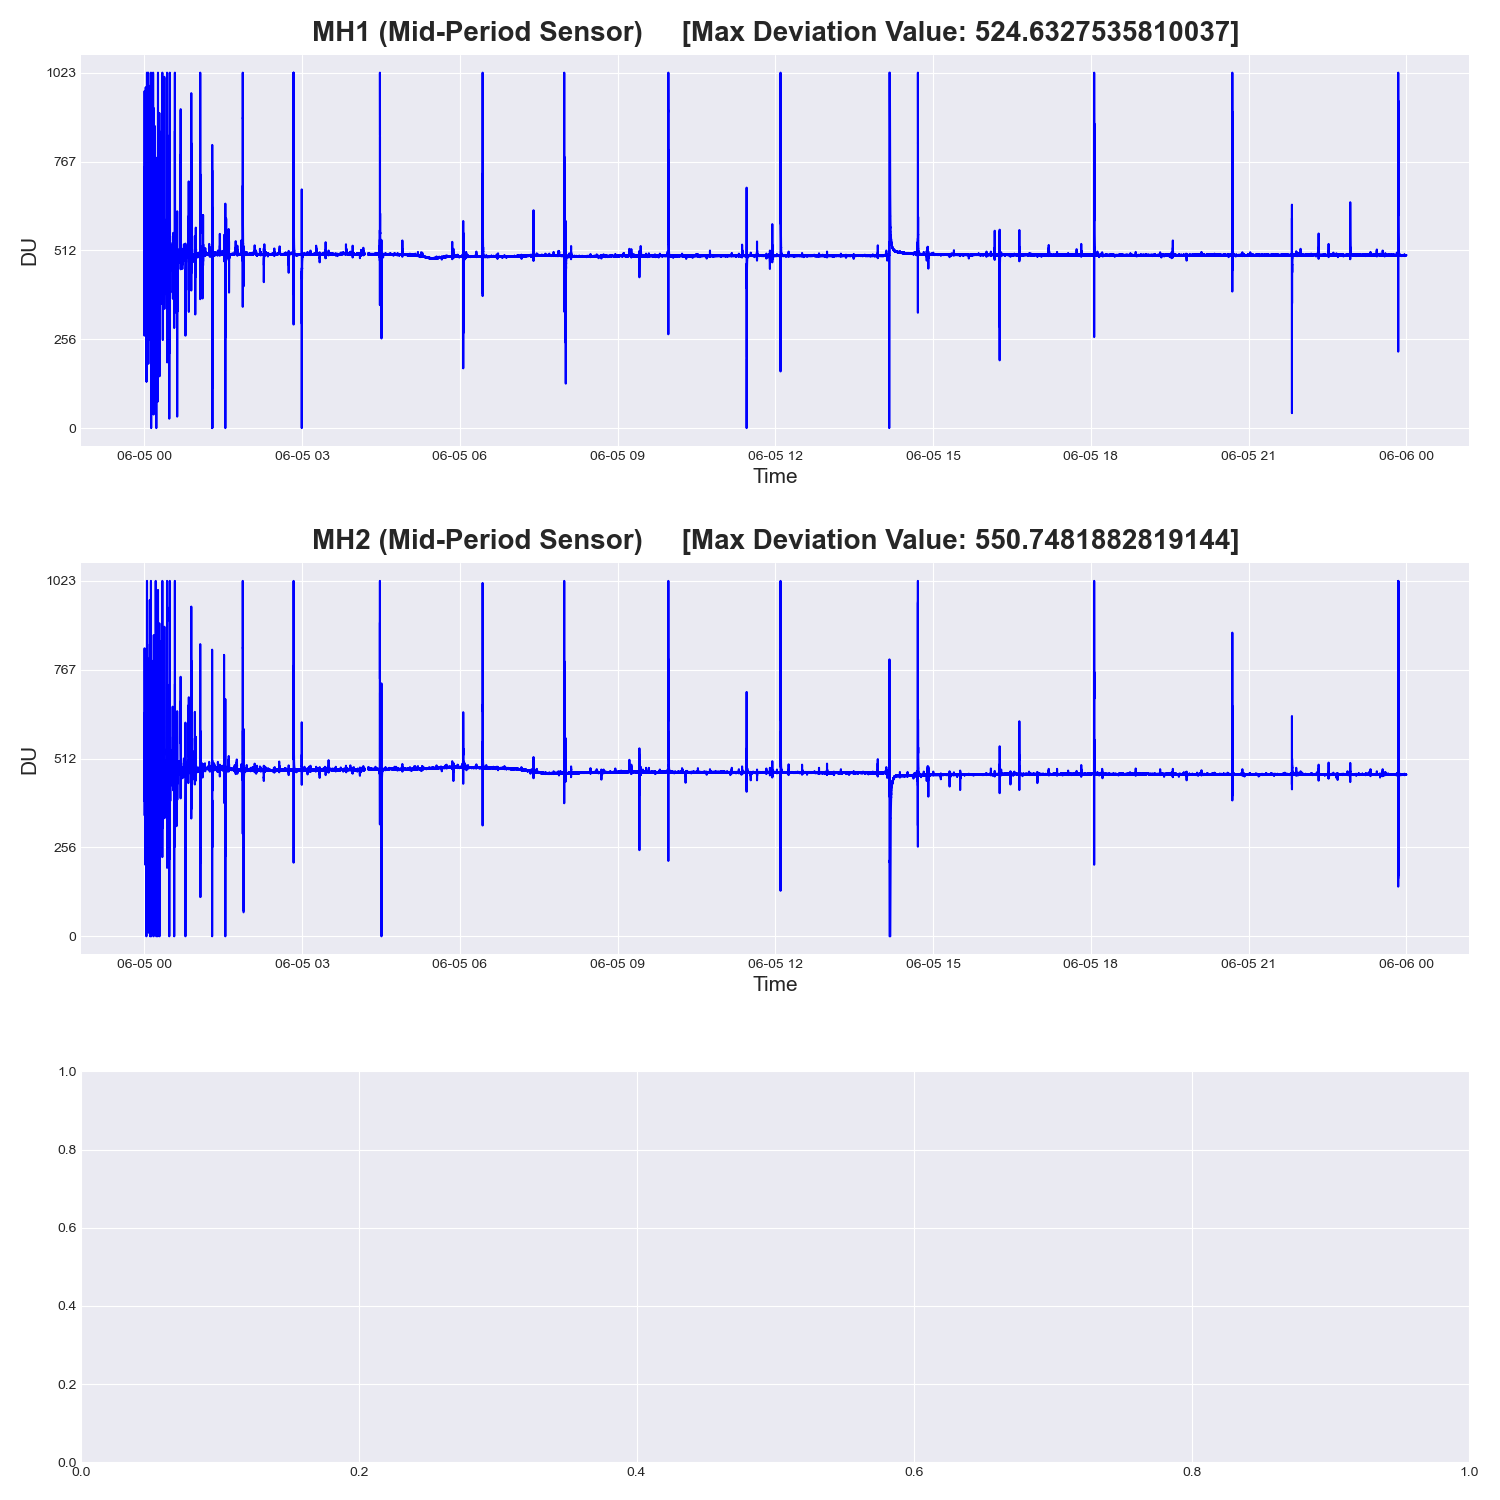 MH1 (Mid-Period Sensor) [Max Deviation Value: 524.6327535810037]
1023
767
512
256
0
DU
06-05 00 06-05 03 06-05 06 06-05 09 06-05 12 06-05 15 06-05 18 06-05 21 06-06 00
Time
MH2 (Mid-Period Sensor) [Max Deviation Value: 550.7481882819144]
1023
767
512
256
0
DU
06-05 00 06-05 03 06-05 06 06-05 09 06-05 12 06-05 15 06-05 18 06-05 21 06-06 00
Time
1.0
0.8
0.6
0.4
0.2
0.0
0.0 0.2 0.4 0.6 0.8 1.0